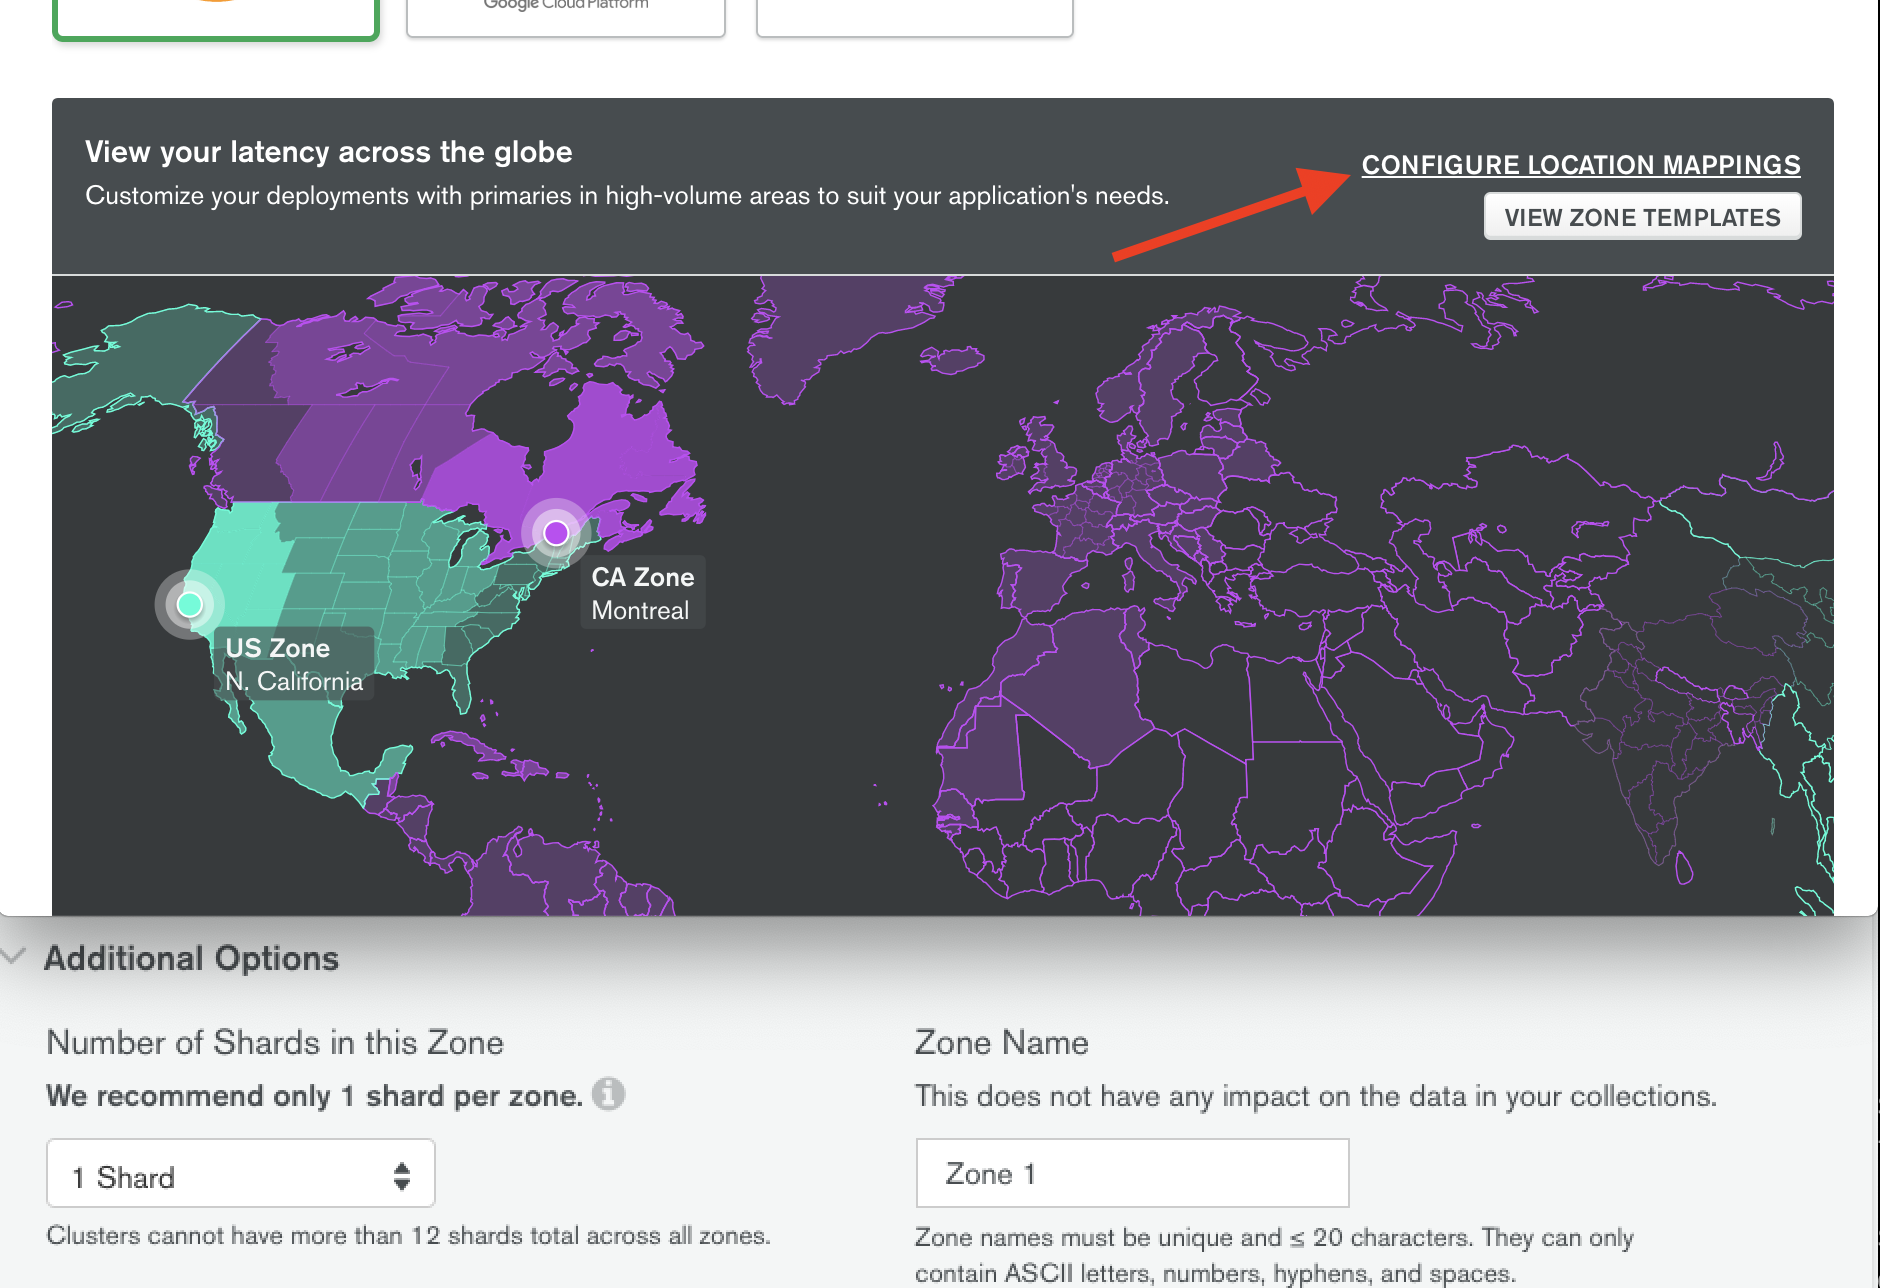 Google Cloud Platform
View your latency across the globe
Customize your deployments with primaries in high-volume areas to suit your application's needs.
CONFIGURE LOCATION MAPPINGS
VIEW ZONE TEMPLATES
CA Zone
Montreal
US Zone
N. California
Additional Options
Number of Shards in this Zone
We recommend only 1 shard per zone.
1 Shard
Clusters cannot have more than 12 shards total across all zones.
Zone Name
This does not have any impact on the data in your collections.
Zone 1
Zone names must be unique and ≤ 20 characters. They can only
contain ASCII letters, numbers, hyphens, and spaces.